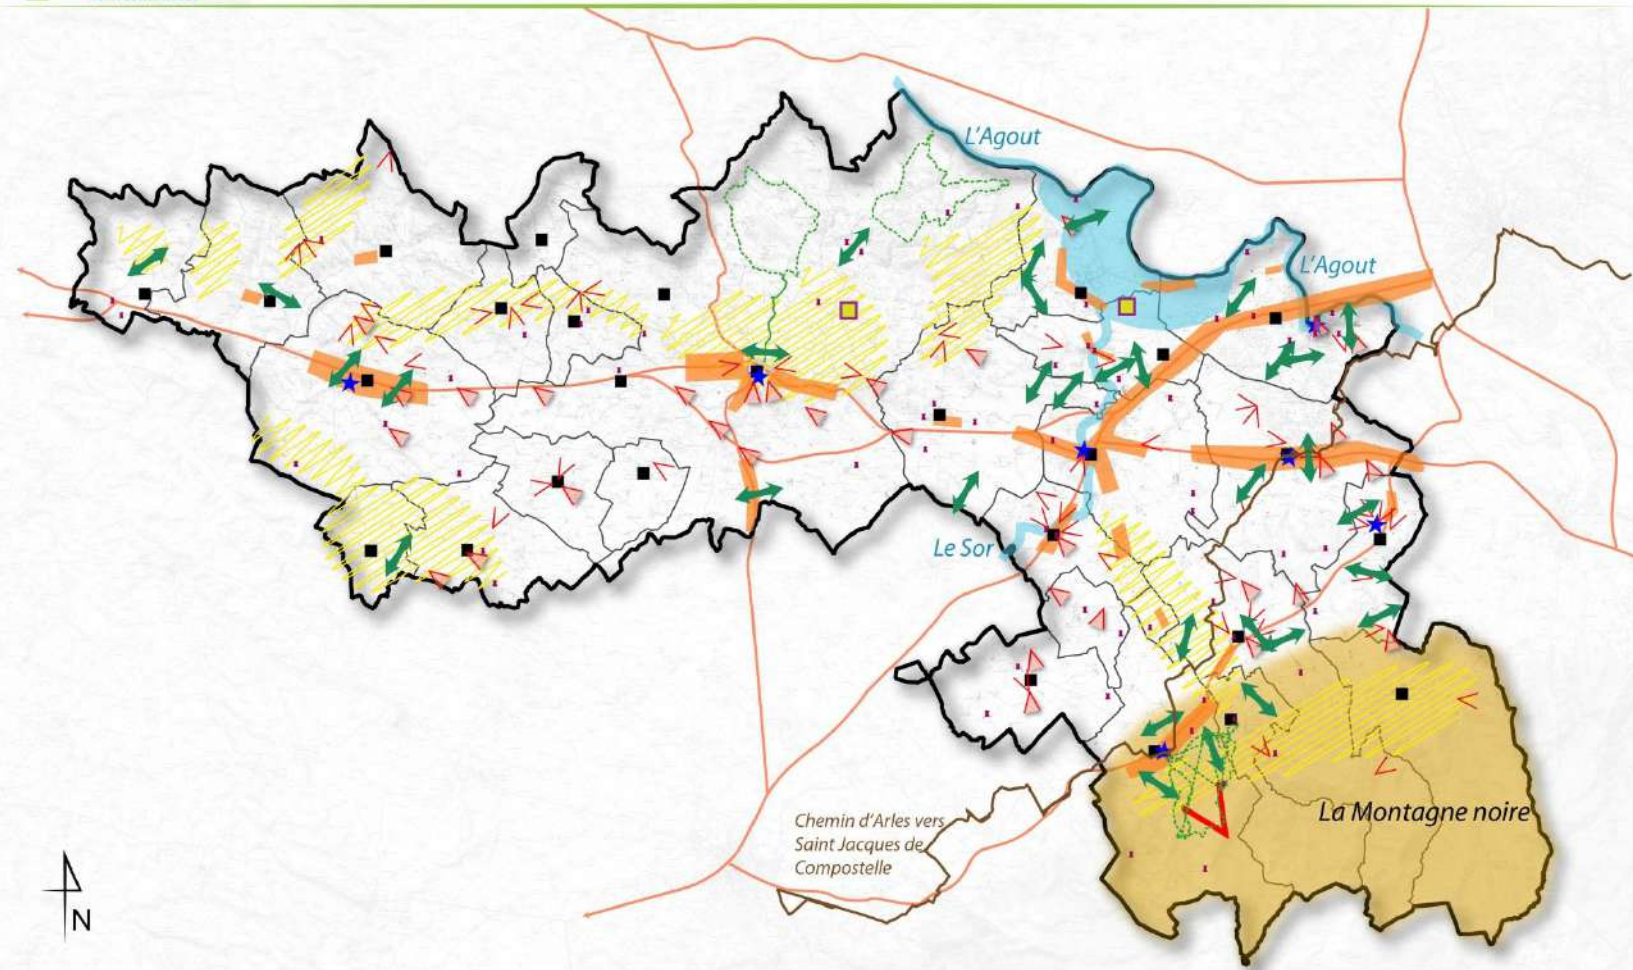 L'Agout
L'Agout
Le Sor
La Montagne noire
Chemin d'Arles vers
Saint Jacques de
Compostelle
N